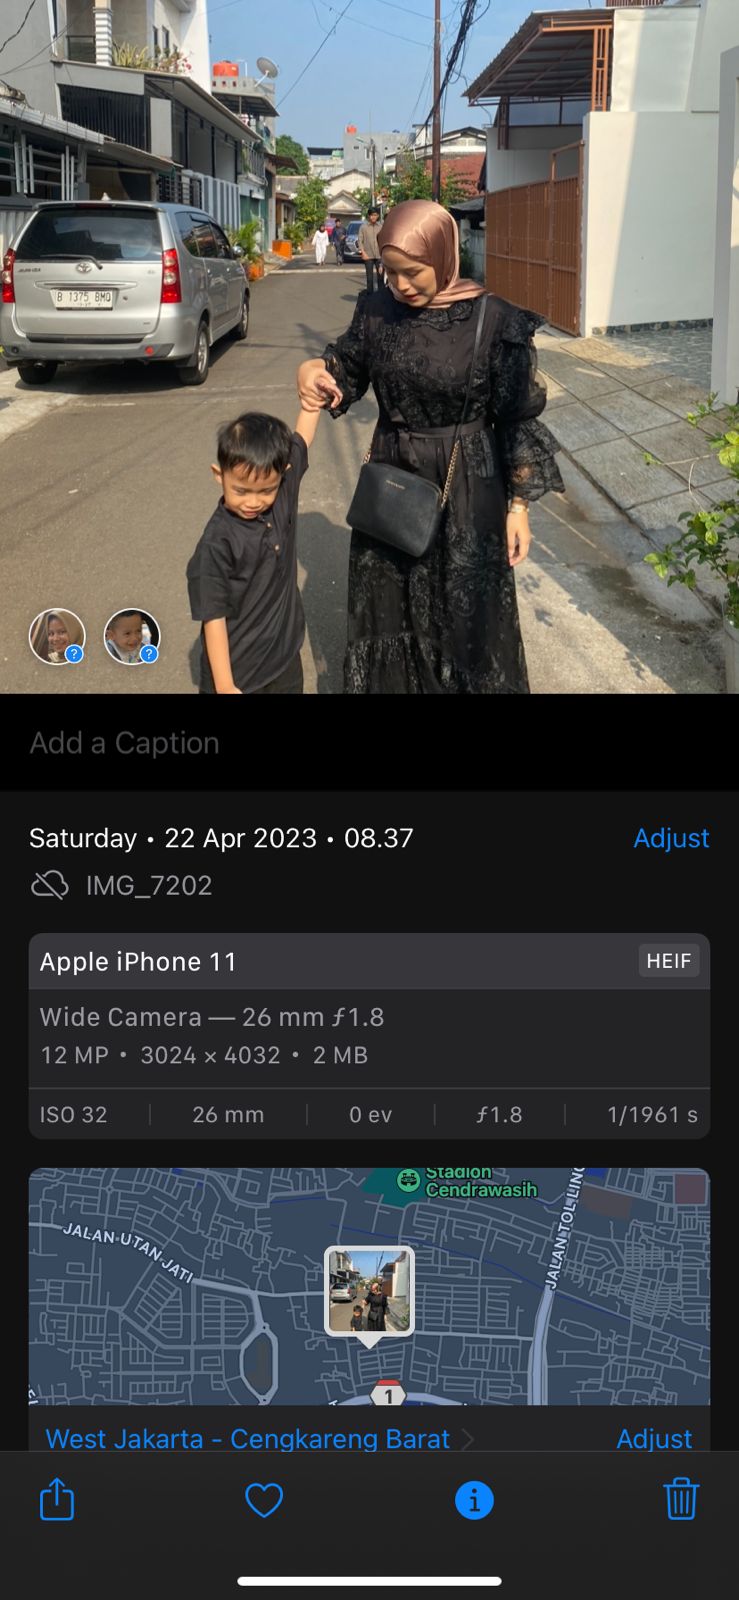 B 1375 BMQ
Add a Caption
Saturday • 22 Apr 2023 • 08.37
Adjust
IMG_7202
Apple iPhone 11
HEIF
Wide Camera — 26 mm ƒ1.8
12 MP • 3024 × 4032 • 2 MB
ISO 32
26 mm
0 ev
ƒ1.8
1/1961 s
Stadion
Cendrawasih
JALAN UTAN JATI
JALAN TOL LING
1
West Jakarta - Cengkareng Barat
Adjust